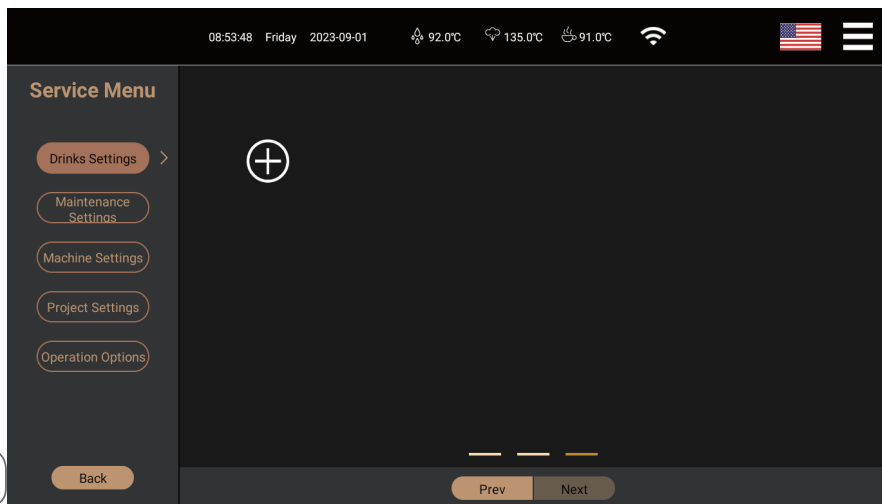 08:53:48 Friday 2023-09-01 92.0℃ 135.0℃ 91.0℃
Service Menu
Drinks Settings
Maintenance
Settings
Machine Settings
Project Settings
Operation Options
Back
Prev Next